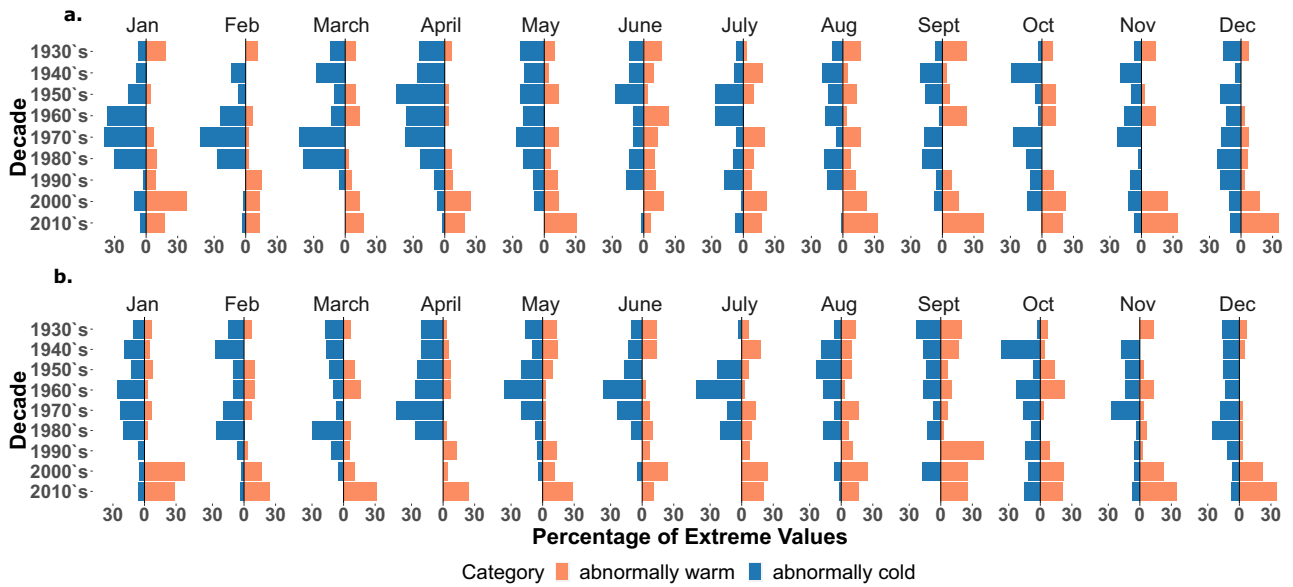 a.
Jan Feb March April May June July Aug Sept Oct Nov Dec
Decade
1930`s
1940`s
1950`s
1960`s
1970`s
1980`s
1990`s
2000`s
2010`s
30 0 30 30 0 30 30 0 30 30 0 30 30 0 30 30 0 30 30 0 30 30 0 30 30 0 30 30 0 30 30 0 30 30 0 30
b.
Jan Feb March April May June July Aug Sept Oct Nov Dec
Decade
1930`s
1940`s
1950`s
1960`s
1970`s
1980`s
1990`s
2000`s
2010`s
30 0 30 30 0 30 30 0 30 30 0 30 30 0 30 30 0 30 30 0 30 30 0 30 30 0 30 30 0 30 30 0 30 30 0 30
Percentage of Extreme Values
Category abnormally warm abnormally cold